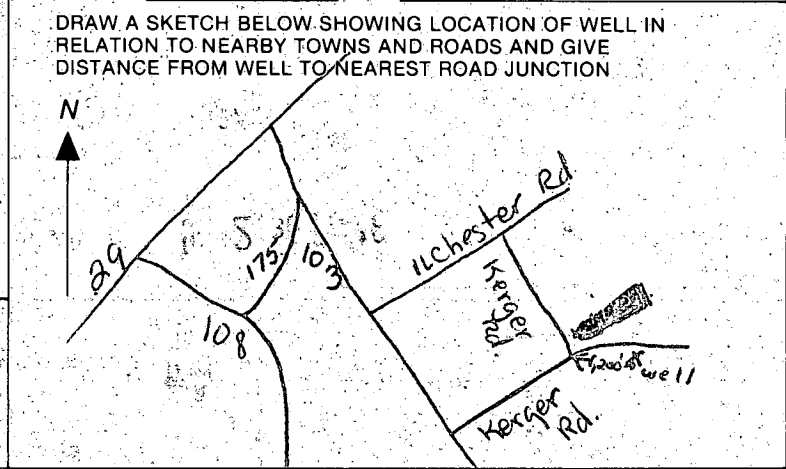 DRAW A SKETCH BELOW SHOWING LOCATION OF WELL IN
RELATION TO NEARBY TOWNS AND ROADS AND GIVE
DISTANCE FROM WELL TO NEAREST ROAD JUNCTION
N
Ilchester Rd
29
175
103
Kerger
Rd.
108
well
Kerger
Rd.